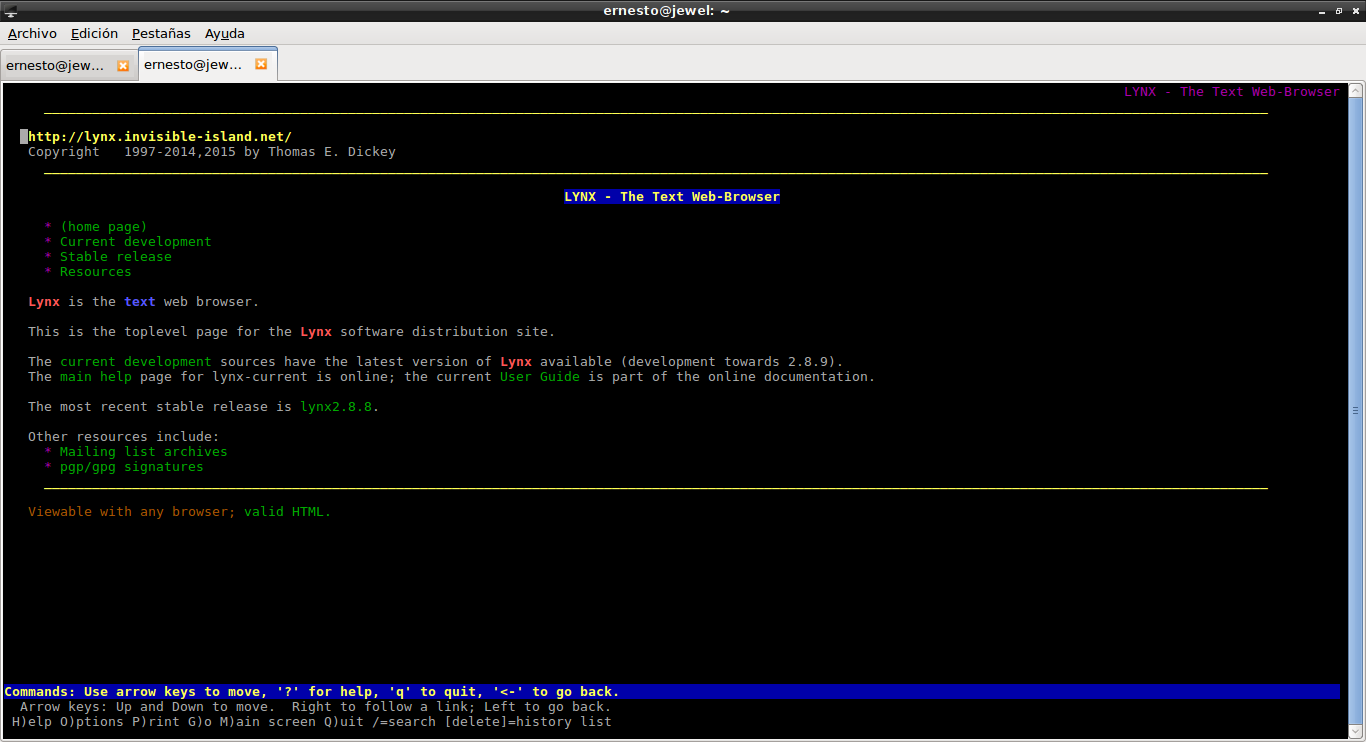 ernesto@jewel: ~
Archivo Edición Pestañas Ayuda
ernesto@jew... ernesto@jew...
LYNX - The Text Web-Browser
http://lynx.invisible-island.net/
Copyright 1997-2014,2015 by Thomas E. Dickey
LYNX - The Text Web-Browser
* (home page)
* Current development
* Stable release
* Resources
Lynx is the text web browser.
This is the toplevel page for the Lynx software distribution site.
The current development sources have the latest version of Lynx available (development towards 2.8.9).
The main help page for lynx-current is online; the current User Guide is part of the online documentation.
The most recent stable release is lynx2.8.8.
Other resources include:
* Mailing list archives
* pgp/gpg signatures
Viewable with any browser; valid HTML.
Commands: Use arrow keys to move, '?' for help, 'q' to quit, '<-' to go back.
Arrow keys: Up and Down to move. Right to follow a link; Left to go back.
H)elp O)ptions P)rint G)o M)ain screen Q)uit /=search [delete]=history list